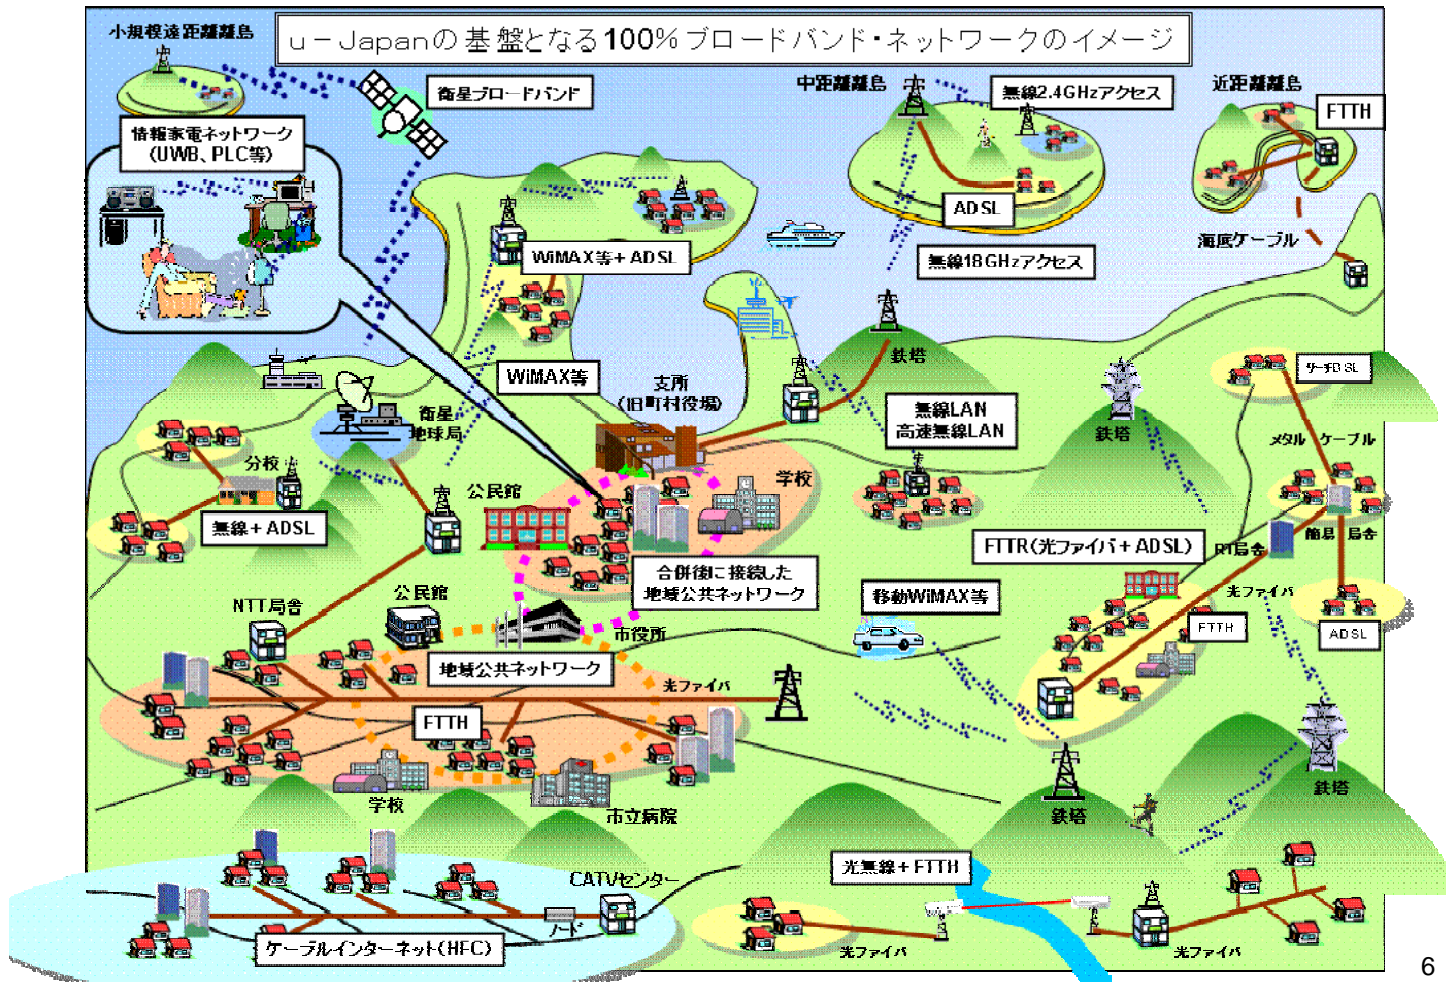 u-Japanの基盤となる100%ブロードバンド・ネットワークのイメージ
小規模遠距離離島
衛星ブロードバンド
中距離離島
無線2.4GHzアクセス
近距離離島
FTTH
情報家電ネットワーク
(UWB、PLC等)
ADSL
海底ケーブル
WiMAX等+ADSL
無線18GHzアクセス
鉄塔
WiMAX等
支所
(旧町村役場)
リーチDSL
衛星
地球局
無線LAN
高速無線LAN
鉄塔
メタル ケーブル
分校
公民館
学校
無線+ADSL
FTTR(光ファイバ+ADSL)
RT局舎
簡易 局舎
合併後に接続した
地域公共ネットワーク
NTT局舎
公民館
移動WiMAX等
光ファイバ
市役所
FTTH
ADSL
地域公共ネットワーク
光ファイバ
FTTH
学校
市立病院
鉄塔
鉄塔
CATVセンター
光無線+FTTH
ノード
ケーブルインターネット(HFC)
光ファイバ
光ファイバ
6